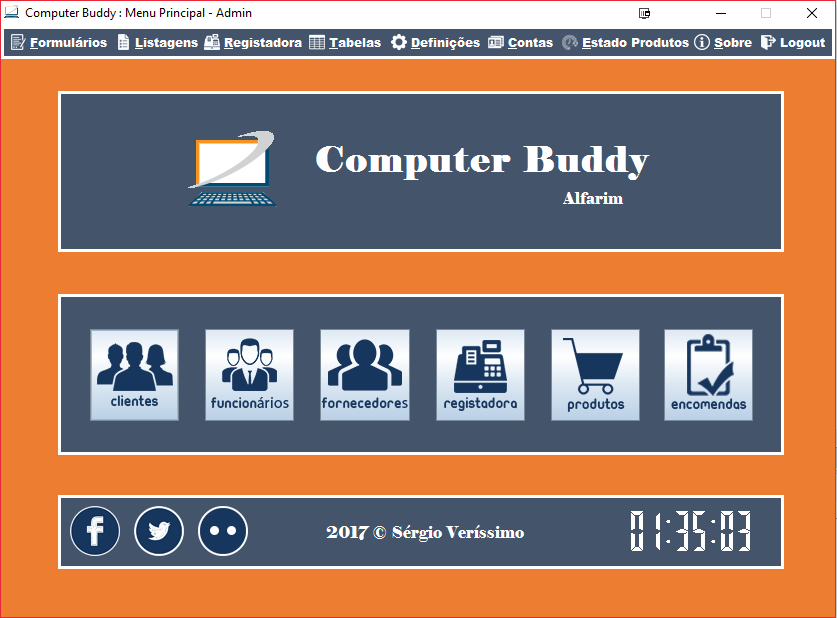 Computer Buddy : Menu Principal - Admin
Formulários Listagens Registadora Tabelas Definições Contas Estado Produtos Sobre Logout
Computer Buddy
Alfarim
clientes funcionários fornecedores registadora produtos encomendas
2017 © Sérgio Veríssimo 01:35:03